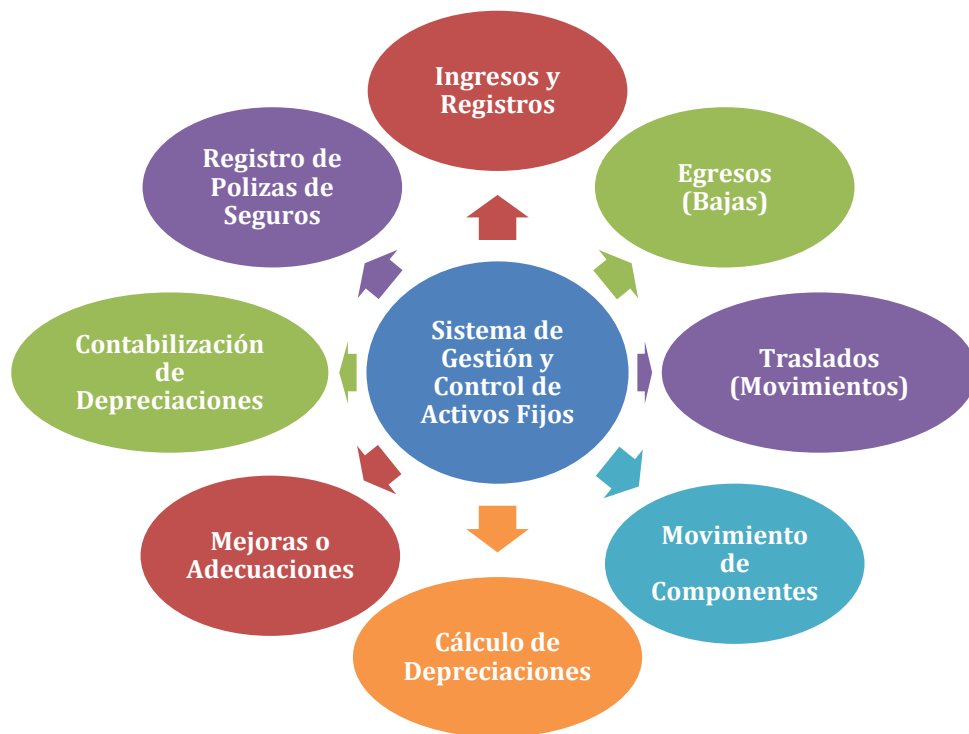 Ingresos y
Registros
Egresos
(Bajas)
Traslados
(Movimientos)
Movimiento
de
Componentes
Cálculo de
Depreciaciones
Mejoras o
Adecuaciones
Contabilización
de
Depreciaciones
Registro de
Polizas de
Seguros
Sistema de
Gestión y
Control de
Activos Fijos